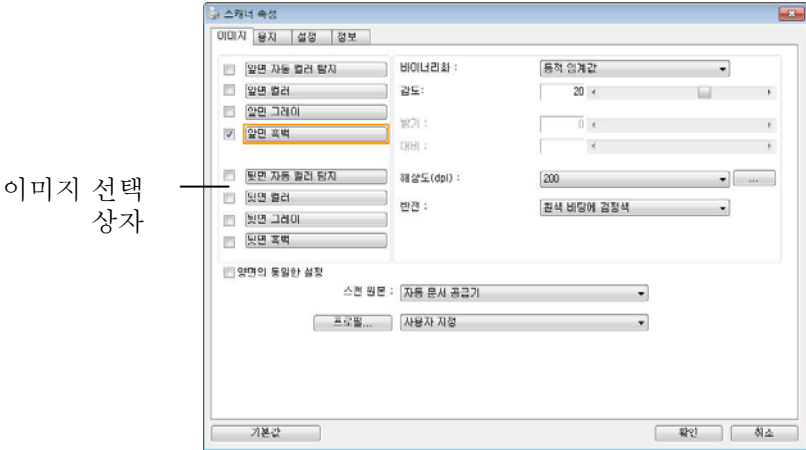 스캐너 속성
이미지 용지 설정 정보
앞면 자동 컬러 탐지
앞면 컬러
앞면 그레이
앞면 흑백
뒷면 자동 컬러 탐지
뒷면 컬러
뒷면 그레이
뒷면 흑백
바이너리화 : 동적 임계값
감도: 20
밝기 : 0
대비 :
해상도(dpi) : 200 ...
반전 : 흰색 바탕에 검정색
이미지 선택
상자
양면의 동일한 설정
스캔 원본 : 자동 문서 공급기
프로필... 사용자 지정
기본값 확인 취소